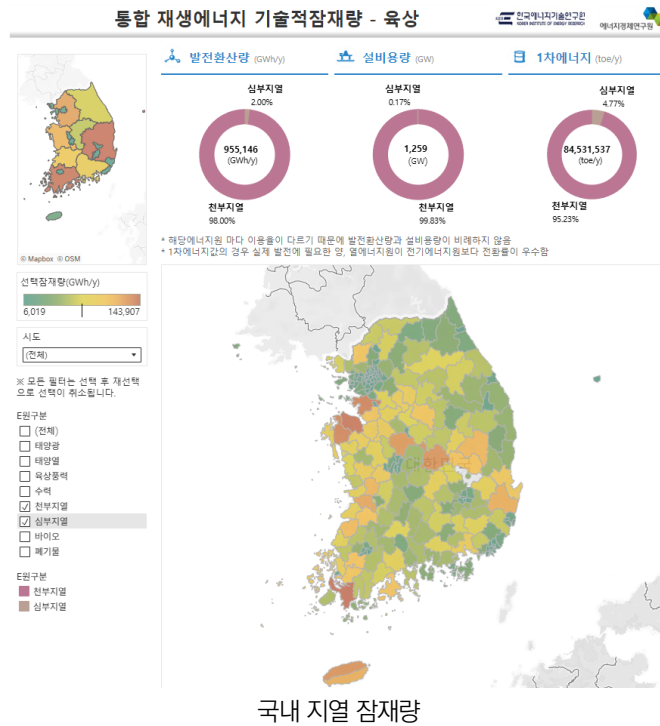 통합 재생에너지 기술적잠재량 - 육상
한국에너지기술연구원
KOREA INSTITUTE OF ENERGY RESEARCH
에너지경제연구원
발전환산량 (GWh/y)
설비용량 (GW)
1차에너지 (toe/y)
심부지열
2.00%
955,146
(GWh/y)
천부지열
98.00%
심부지열
0.17%
1,259
(GW)
천부지열
99.83%
심부지열
4.77%
84,531,537
(toe/y)
천부지열
95.23%
© Mapbox © OSM
* 해당에너지원 마다 이용율이 다르기 때문에 발전환산량과 설비용량이 비례하지 않음
* 1차에너지값의 경우 실제 발전에 필요한 양, 열에너지원이 전기에너지원보다 전환률이 우수함
선택잠재량(GWh/y)
6,019
143,907
시도
(전체)
※ 모든 필터는 선택 후 재선택
으로 선택이 취소됩니다.
E원구분
(전체)
태양광
태양열
육상풍력
수력
천부지열
심부지열
바이오
폐기물
E원구분
천부지열
심부지열
대한민국
국내 지열 잠재량